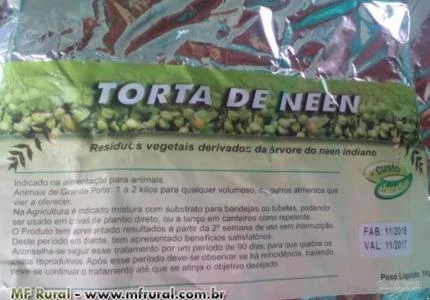 TORTA DE NEEN
Resíduos vegetais derivados da árvore do neen indiano
Indicado na alimentação para animais.
Animais de Grande Porte: 1 a 2 kilos para qualquer volumoso, ou outros alimentos que
vier a oferecer.
Na Agricultura é indicado mistura com substrato para bandejas ou tubetes, podendo
ser usado em covas de plantio direto, ou a lanço em canteiros como repelente.
O Produto tem apresentado resultados a partir da 2ª semana de uso sem interrupção.
Deste período em diante, tem apresentado benefícios satisfatórios.
Aconselha-se seguir esse tratamento por um período de 90 dias, para que quebre os
ciclos reprodutivos. Após esse período deve-se observar se há reincidência, havendo,
deve-se continuar o tratamento até que se atinja o objetivo desejado.
+ CUSTO
FAB: 11/2016
VAL: 11/2017
Peso Líquido:
MF Rural - www.mfrural.com.br